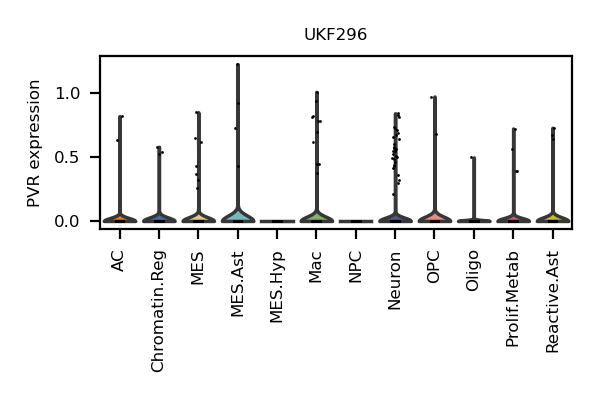 UKF296
PVR expression
1.0
0.5
0.0
AC
Chromatin.Reg
MES
MES.Ast
MES.Hyp
Mac
NPC
Neuron
OPC
Oligo
Prolif.Metab
Reactive.Ast